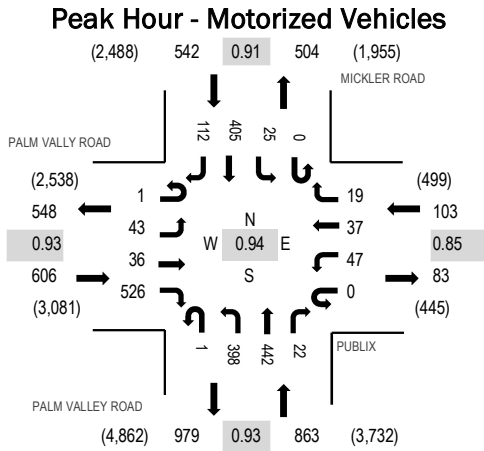 Peak Hour - Motorized Vehicles
(2,488) 542 0.91 504 (1,955)
MICKLER ROAD
112 405 25 0
PALM VALLY ROAD
(2,538) 1 19 (499)
548 43 37 103
0.93 36 47 0.85
606 526 0 83
(3,081) (445)
N
W 0.94 E
S
1 398 442 22
PUBLIX
PALM VALLEY ROAD
(4,862) 979 0.93 863 (3,732)